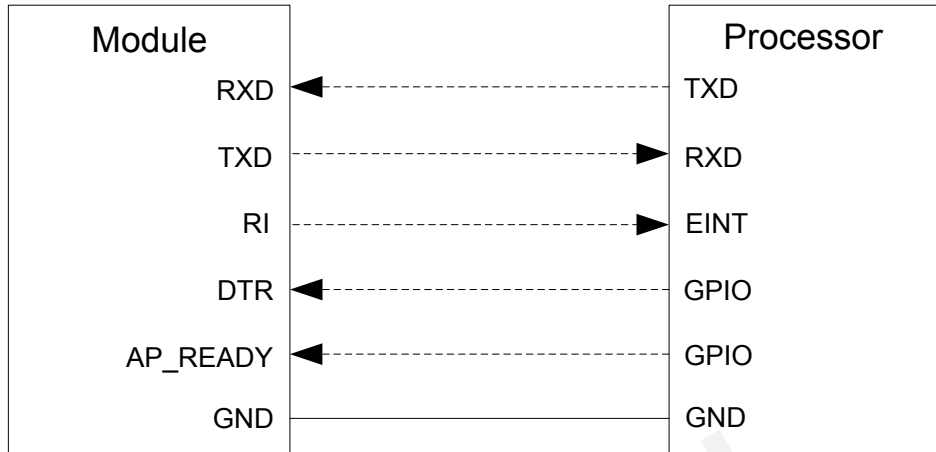 Module Processor
RXD TXD
TXD RXD
RI EINT
DTR GPIO
AP_READY GPIO
GND GND